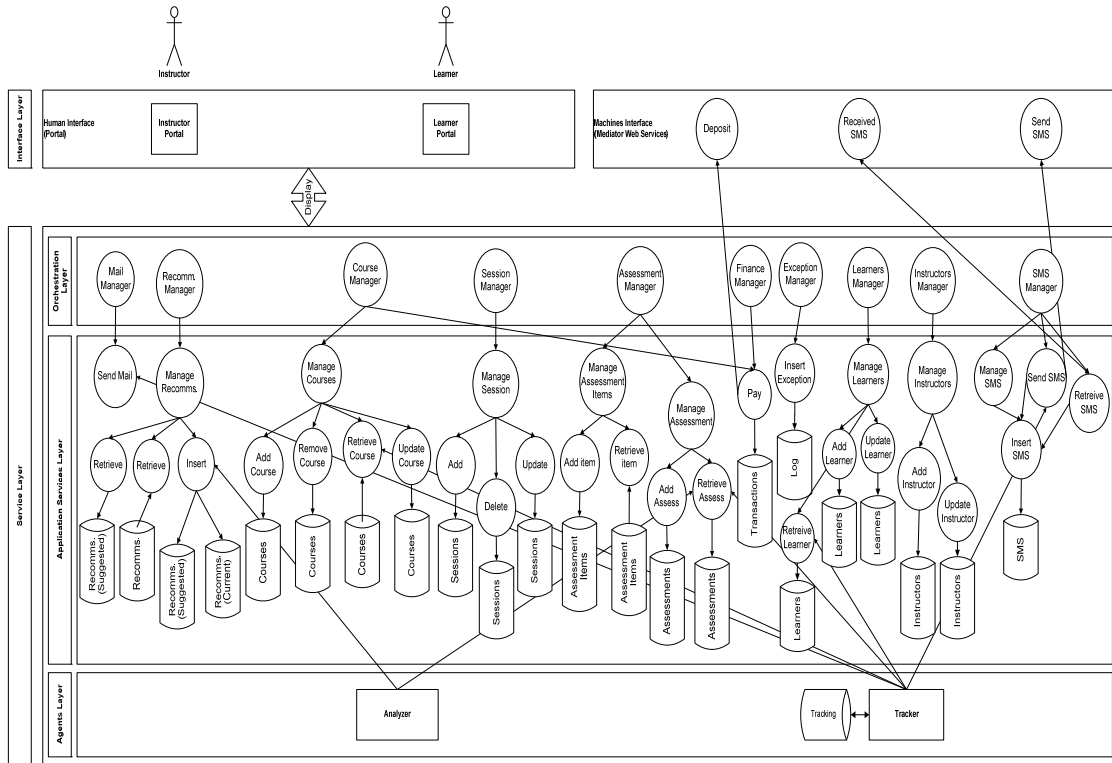 Instructor
Learner
Interface Layer
Human Interface
(Portal)
Instructor
Portal
Learner
Portal
Machines Interface
(Mediator Web Services)
Deposit
Received
SMS
Send
SMS
Display
Service Layer
Orchestration
Layer
Mail
Manager
Recomm.
Manager
Course
Manager
Session
Manager
Assessment
Manager
Finance
Manager
Exception
Manager
Learners
Manager
Instructors
Manager
SMS
Manager
Application Services Layer
Send Mail
Manage
Recomms.
Manage
Courses
Manage
Session
Manage
Assessment
Items
Manage
Assessment
Pay
Insert
Exception
Manage
Learners
Manage
Instructors
Manage
SMS
Send SMS
Retreive
SMS
Retrieve
Retrieve
Insert
Add
Course
Remove
Course
Retrieve
Course
Update
Course
Add
Delete
Update
Add item
Retrieve
item
Add
Assess
Retrieve
Assess
Add
Learner
Update
Learner
Retreive
Learner
Add
Instructor
Update
Instructor
Insert
SMS
Recomms.
(Suggested)
Recomms.
Recomms.
(Suggested)
Recomms.
(Current)
Courses
Courses
Courses
Courses
Sessions
Sessions
Sessions
Assessment
Items
Assessment
Items
Assessments
Assessments
Transactions
Log
Learners
Learners
Learners
Instructors
Instructors
SMS
Agents Layer
Analyzer
Tracking
Tracker